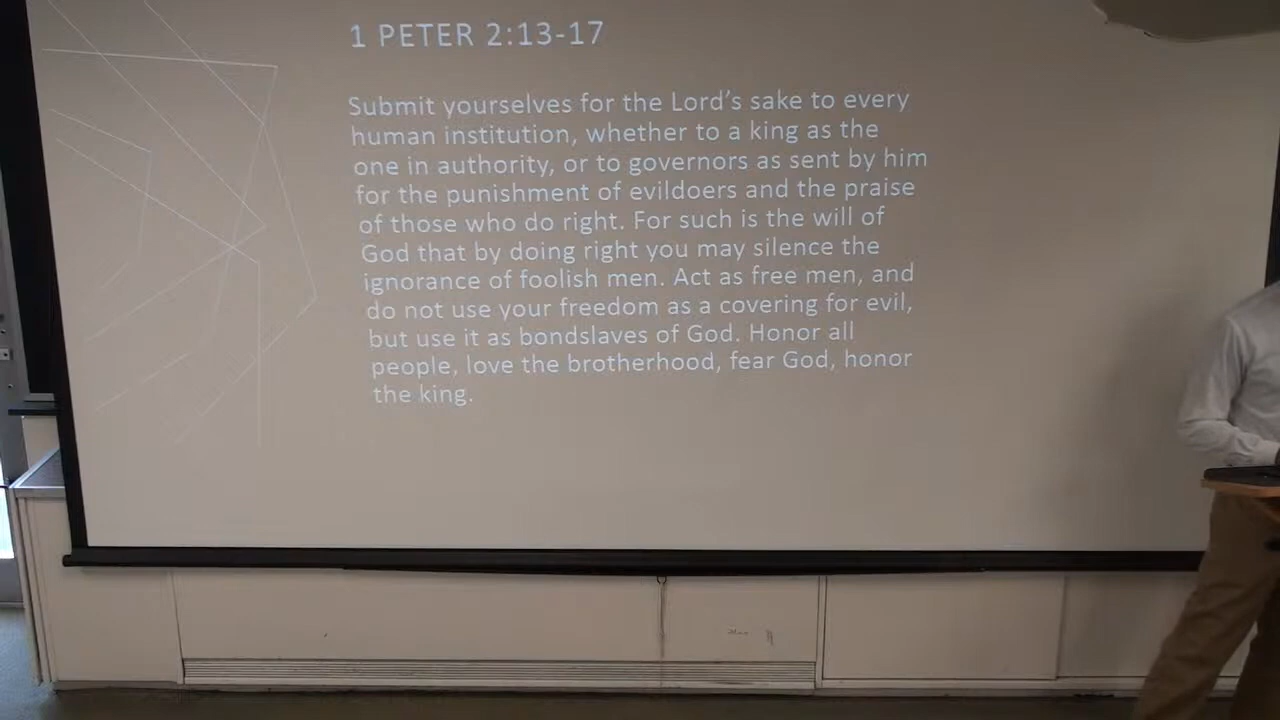 1 PETER 2:13-17
Submit yourselves for the Lord's sake to every
human institution, whether to a king as the
one in authority, or to governors as sent by him
for the punishment of evildoers and the praise
of those who do right. For such is the will of
God that by doing right you may silence the
ignorance of foolish men. Act as free men, and
do not use your freedom as a covering for evil,
but use it as bondslaves of God. Honor all
people, love the brotherhood, fear God, honor
the king.